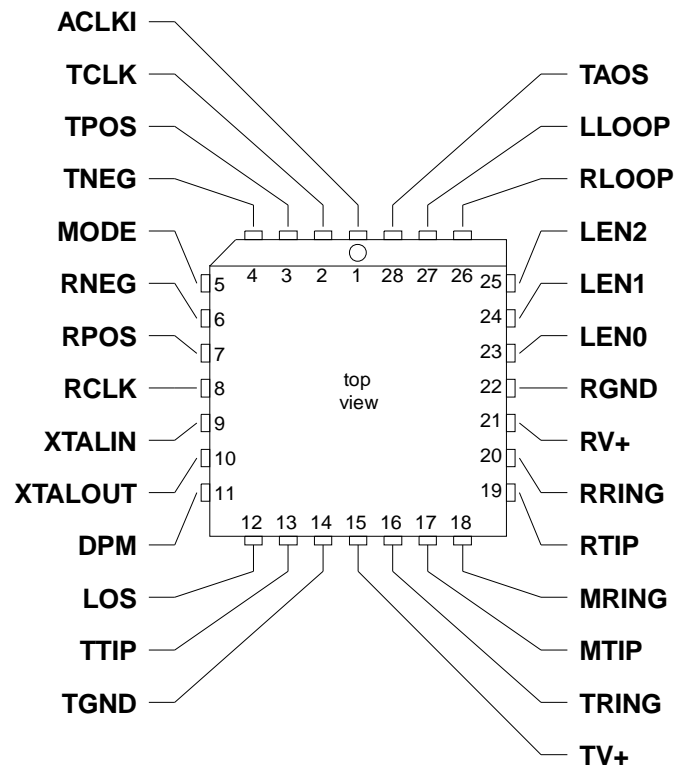 ACLKI
TCLK
TPOS
TNEG
MODE
RNEG
RPOS
RCLK
XTALIN
XTALOUT
DPM
LOS
TTIP
TGND
TAOS
LLOOP
RLOOP
LEN2
LEN1
LEN0
RGND
RV+
RRING
RTIP
MRING
MTIP
TRING
TV+
4 3 2 1 28 27 26
5
6
7
8
9
10
11
25
24
23
22
21
20
19
12 13 14 15 16 17 18
top
view